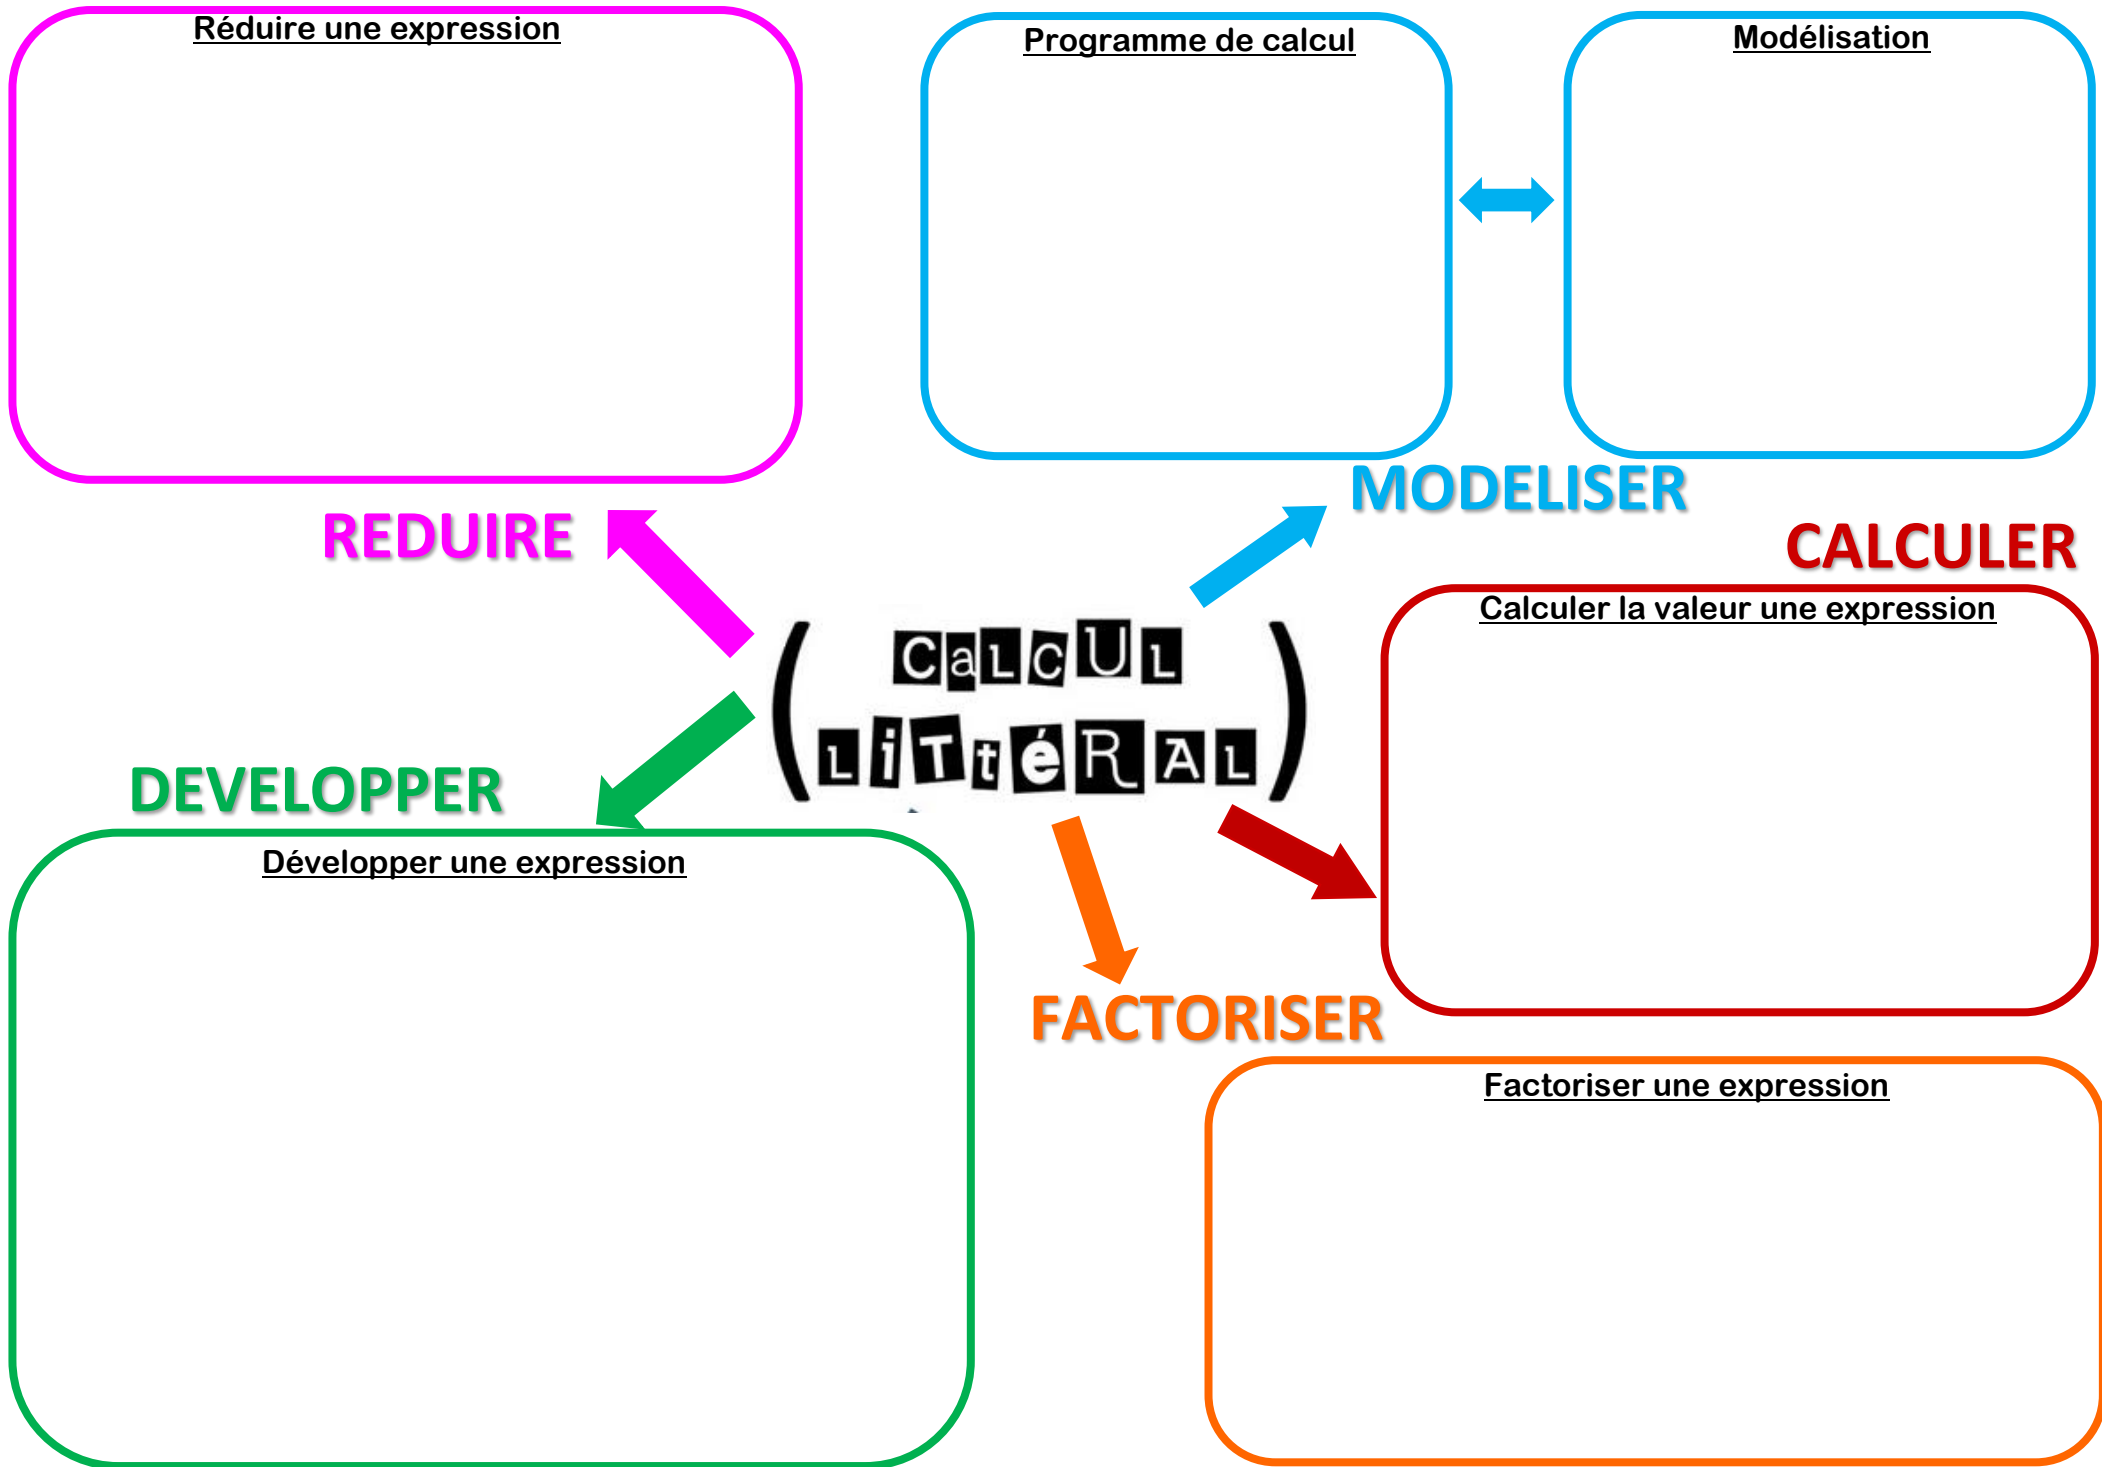 Réduire une expression
Programme de calcul
Modélisation
MODELISER
REDUIRE
CALCULER
Calculer la valeur une expression
(CaLcUL
LiTtéRAL)
DEVELOPPER
Développer une expression
FACTORISER
Factoriser une expression